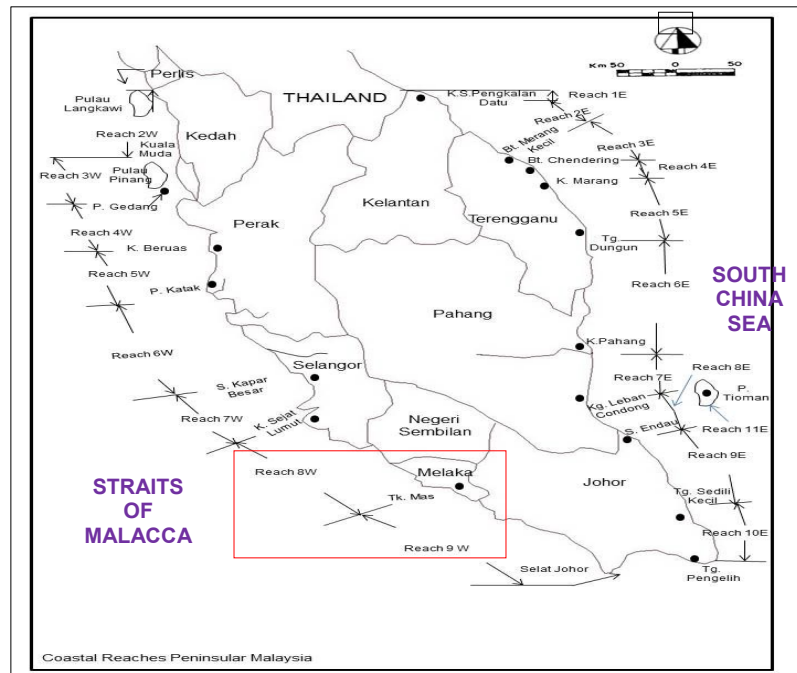 Km 50 0 50
Perlis
THAILAND
K.S.Pengkalan
Datu
Reach 1E
Pulau
Langkawi
Kedah
Reach 2E
Reach 2W
Kuala
Muda
Bt. Merang
Kecil
Reach 3E
Bt. Chendering
Reach 4E
Reach 3W
Pulau
Pinang
K. Marang
P. Gedang
Kelantan
Perak
Terengganu
Reach 5E
Reach 4W
K. Beruas
Tg.
Dungun
Reach 5W
Reach 6E
SOUTH
CHINA
SEA
P. Katak
Pahang
K.Pahang
Reach 6W
Selangor
Reach 8E
S. Kapar
Besar
Reach 7E
P.
Tioman
Kg. Leban
Condong
Reach 7W
K. Sejat
Lumut
Negeri
Sembilan
S. Endau
Reach 11E
Reach 9E
Reach 8W
Melaka
Johor
STRAITS
OF
MALACCA
Tk. Mas
Tg. Sedili
Kecil
Reach 10E
Reach 9 W
Selat Johor
Tg.
Pengelih
Coastal Reaches Peninsular Malaysia